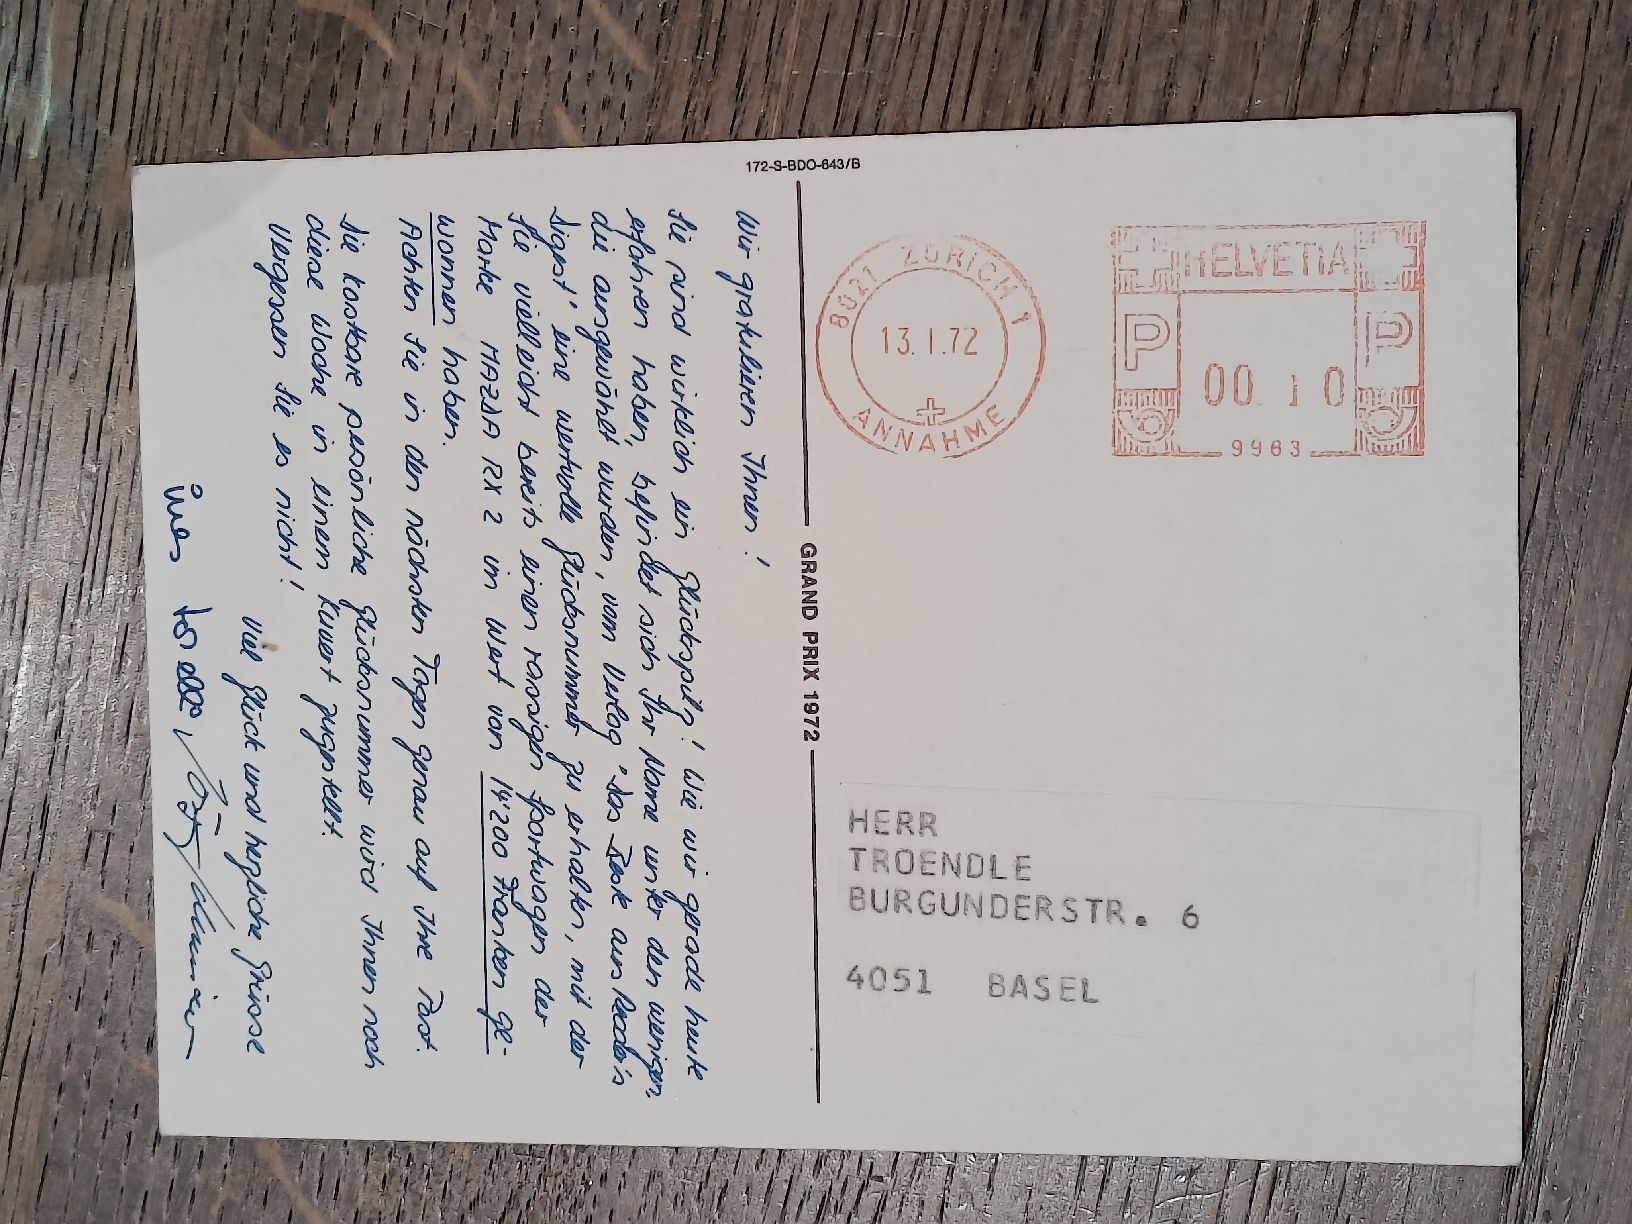 172-S-BDO-643/B
Wir gratulieren Ihnen!
Sie sind wirklich ein Glückspilz! Wie wir gerade heute
erfahren haben, befindet sich Ihr Name unter den wenigen,
die ausgewählt wurden, vom Verlag "Das Beste aus Reader's
Digest" eine wertvolle Glücksnummer zu erhalten, mit der
Sie vielleicht bereits einen rassigen Sportwagen der
Marke MAZDA RX 2 im Wert von 14'200 Franken ge-
wonnen haben.
Achten Sie in den nächsten Tagen genau auf Ihre Post.
Die kostbare persönliche Glücksnummer wird Ihnen noch
diese Woche in einem Kuvert zugestellt.
Vergessen Sie es nicht!
Viel Glück und herzliche Grüsse
GRAND PRIX 1972
8021 ZÜRICH 1
13.1.72
ANNAHME
HELVETIA
P P
00 10
9963
HERR
TROENDLE
BURGUNDERSTR. 6
4051 BASEL